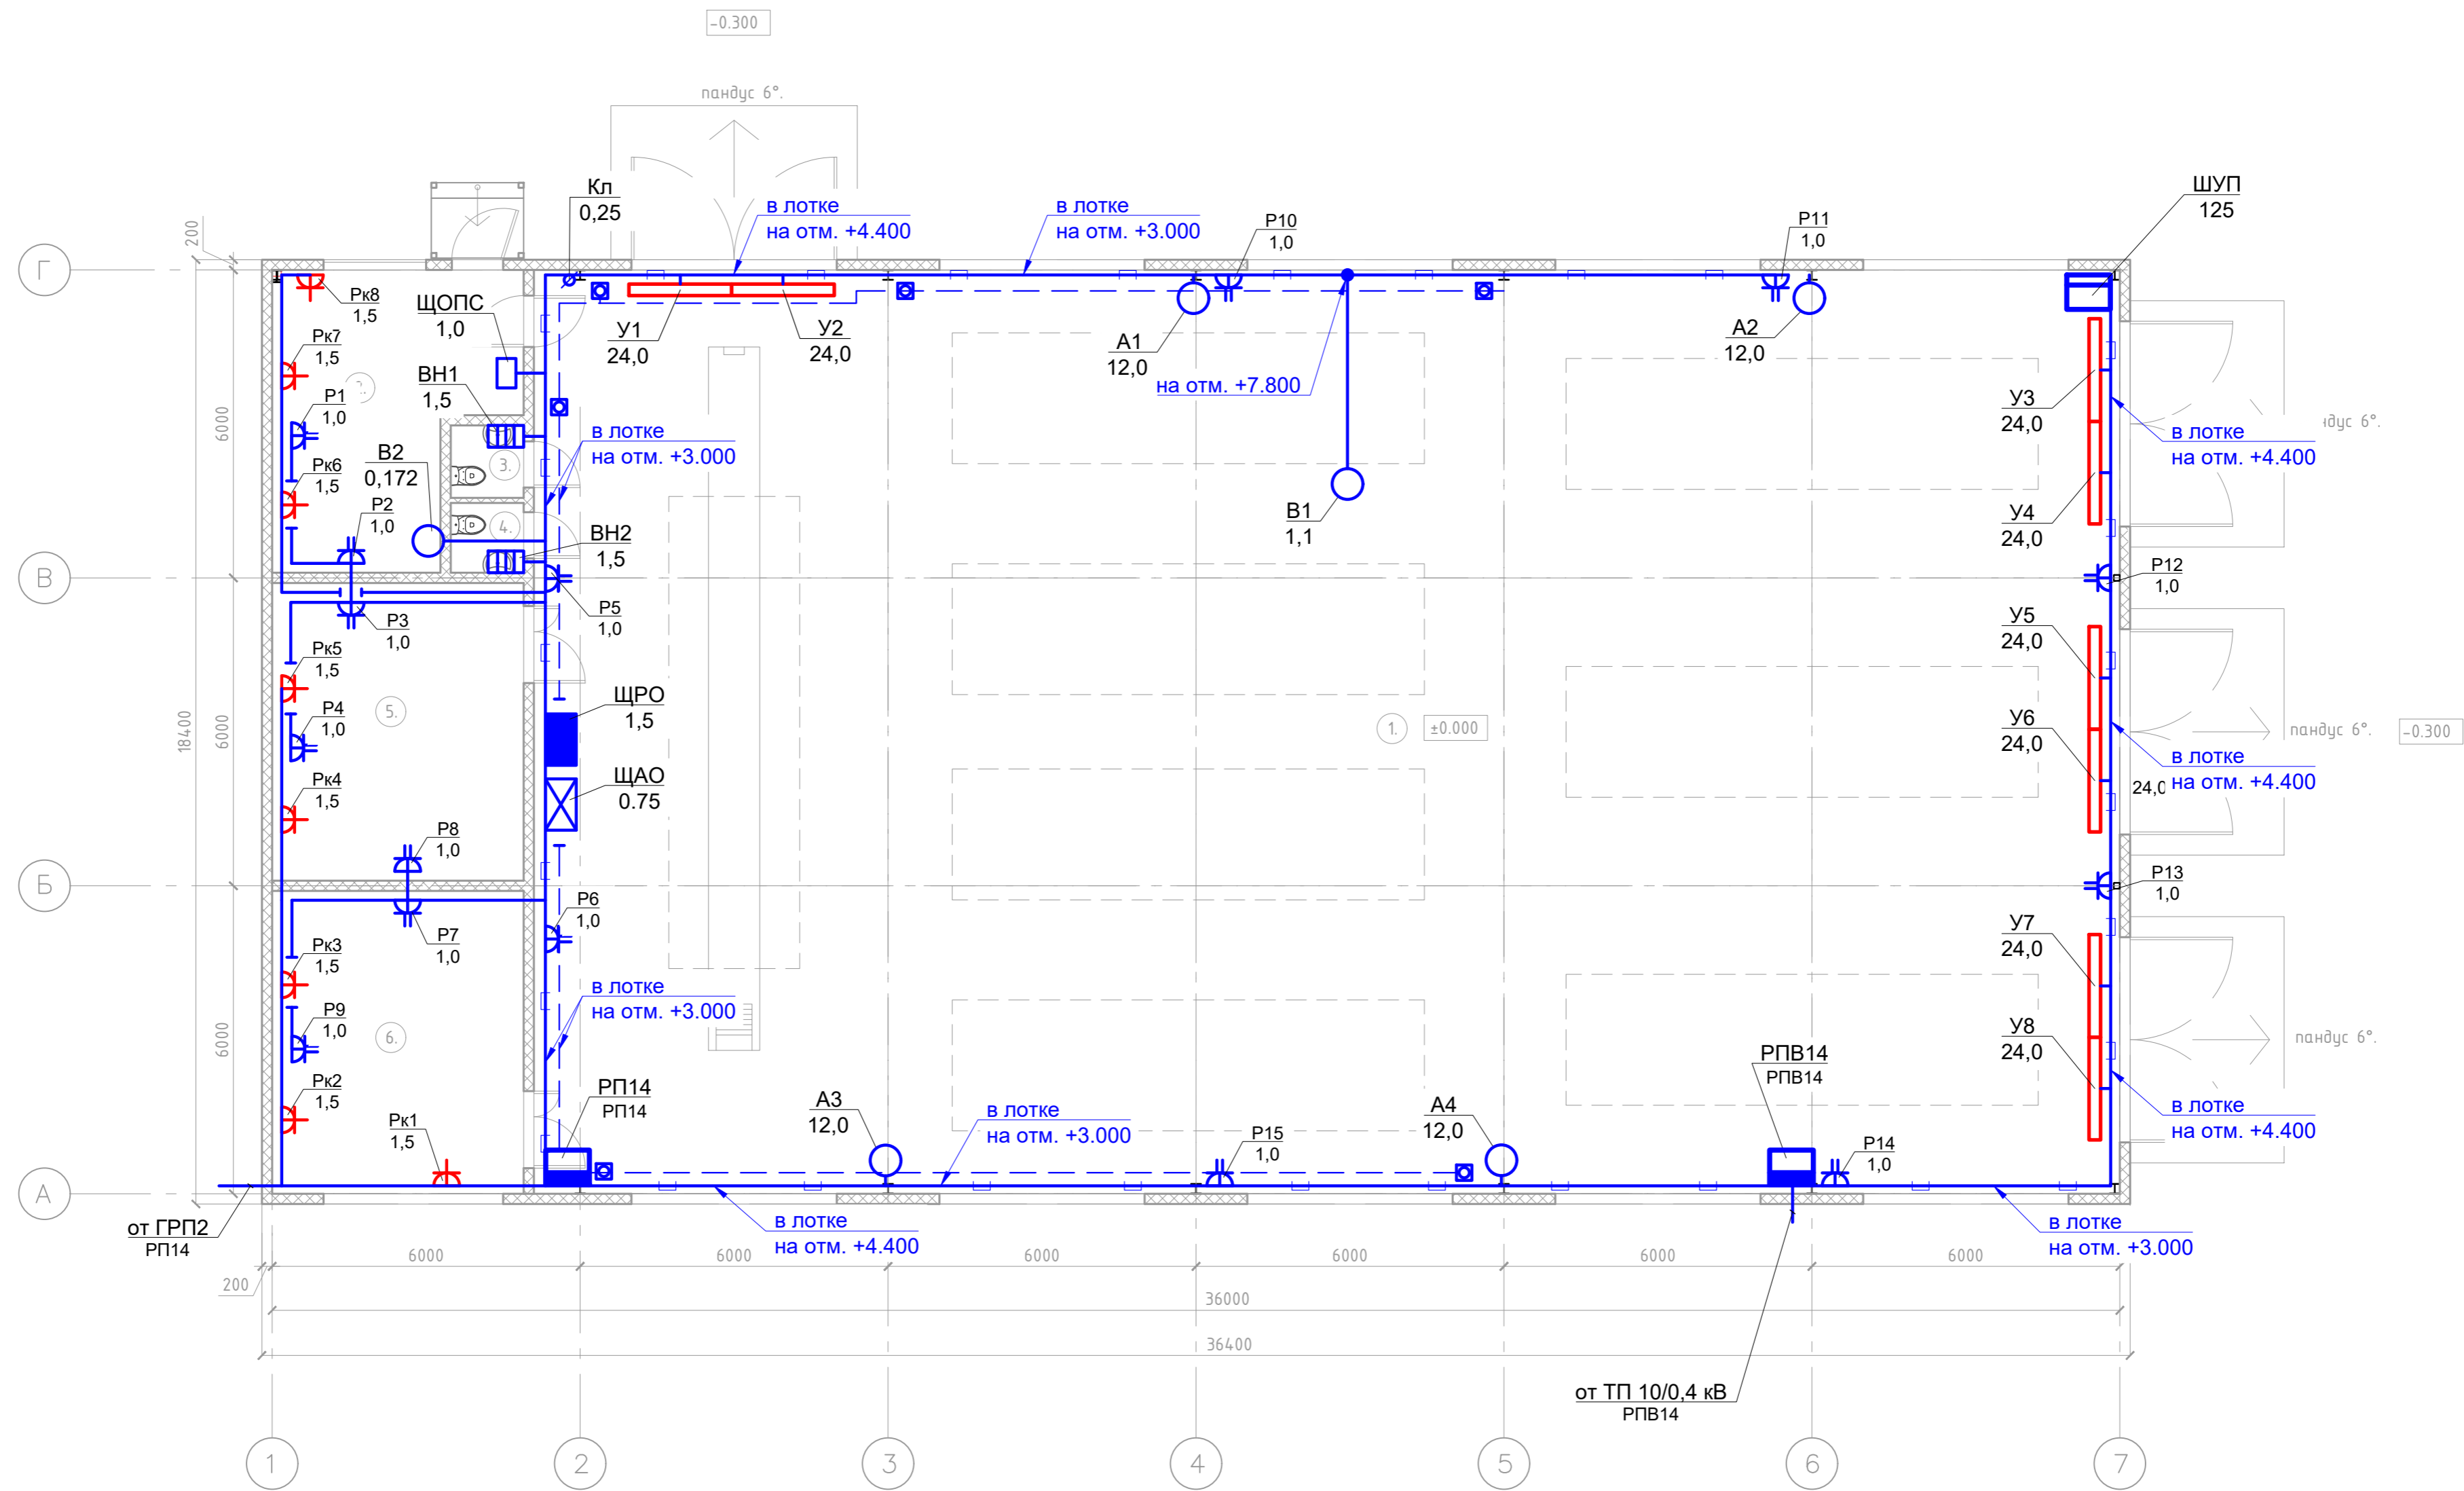 -0.300
пандус 6°.
Кл
0,25
в лотке
на отм. +4.400
в лотке
на отм. +3.000
Р10
1,0
Р11
1,0
ШУП
125
200
Г
Рк8
1,5
ЩОПС
1,0
У1
24,0
У2
24,0
А1
12,0
А2
12,0
на отм. +7.800
Рк7
1,5
ВН1
1,5
Р1
1,0
У3
24,0
в лотке
на отм. +4.400
ндус 6°.
6000
в лотке
на отм. +3.000
В2
0,172
Рк6
1,5
3.
Р2
1,0
4.
В1
1,1
У4
24,0
ВН2
1,5
В
Р12
1,0
Р5
1,0
Р3
1,0
У5
24,0
Рк5
1,5
ЩРО
1,5
5.
Р4
1,0
1.
±0.000
У6
24,0
пандус 6°.
-0.300
18400
6000
в лотке
на отм. +4.400
24,0
ЩАО
0.75
Рк4
1,5
Р8
1,0
Б
Р13
1,0
Р6
1,0
Р7
1,0
У7
24,0
Рк3
1,5
в лотке
на отм. +3.000
Р9
1,0
6.
6000
У8
24,0
пандус 6°.
РПВ14
РПВ14
РП14
РП14
Рк2
1,5
Рк1
1,5
А3
12,0
в лотке
на отм. +3.000
А4
12,0
в лотке
на отм. +4.400
Р15
1,0
Р14
1,0
А
от ГРП2
РП14
в лотке
на отм. +4.400
в лотке
на отм. +3.000
6000
6000
6000
6000
6000
6000
200
36000
36400
от ТП 10/0,4 кВ
РПВ14
1
2
3
4
5
6
7